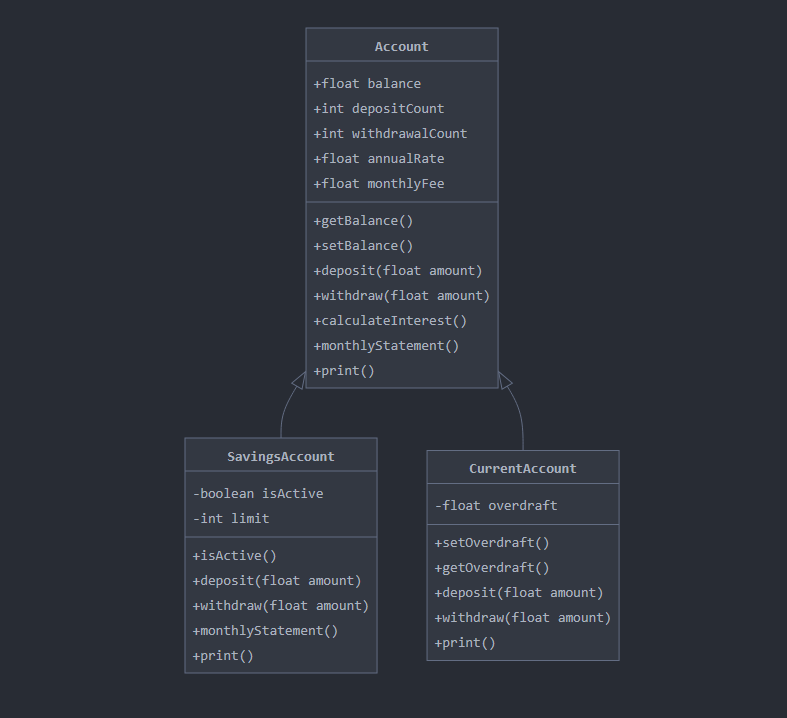 Account
+float balance
+int depositCount
+int withdrawalCount
+float annualRate
+float monthlyFee
+getBalance()
+setBalance()
+deposit(float amount)
+withdraw(float amount)
+calculateInterest()
+monthlyStatement()
+print()
SavingsAccount
-boolean isActive
-int limit
+isActive()
+deposit(float amount)
+withdraw(float amount)
+monthlyStatement()
+print()
CurrentAccount
-float overdraft
+setOverdraft()
+getOverdraft()
+deposit(float amount)
+withdraw(float amount)
+print()